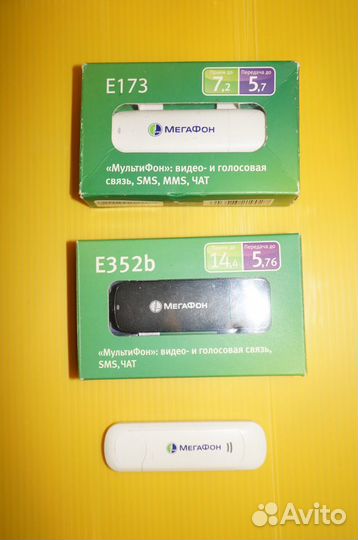 E173
Приём до
7,2
Передача до
5,7
МЕГАФОН
«МультиФон»: видео- и голосовая
связь, SMS, MMS, ЧАТ
E352b
Приём до
14,4
Передача до
5,76
МЕГАФОН
«МультиФон»: видео- и голосовая связь,
SMS,ЧАТ
МЕГАФОН
Avito